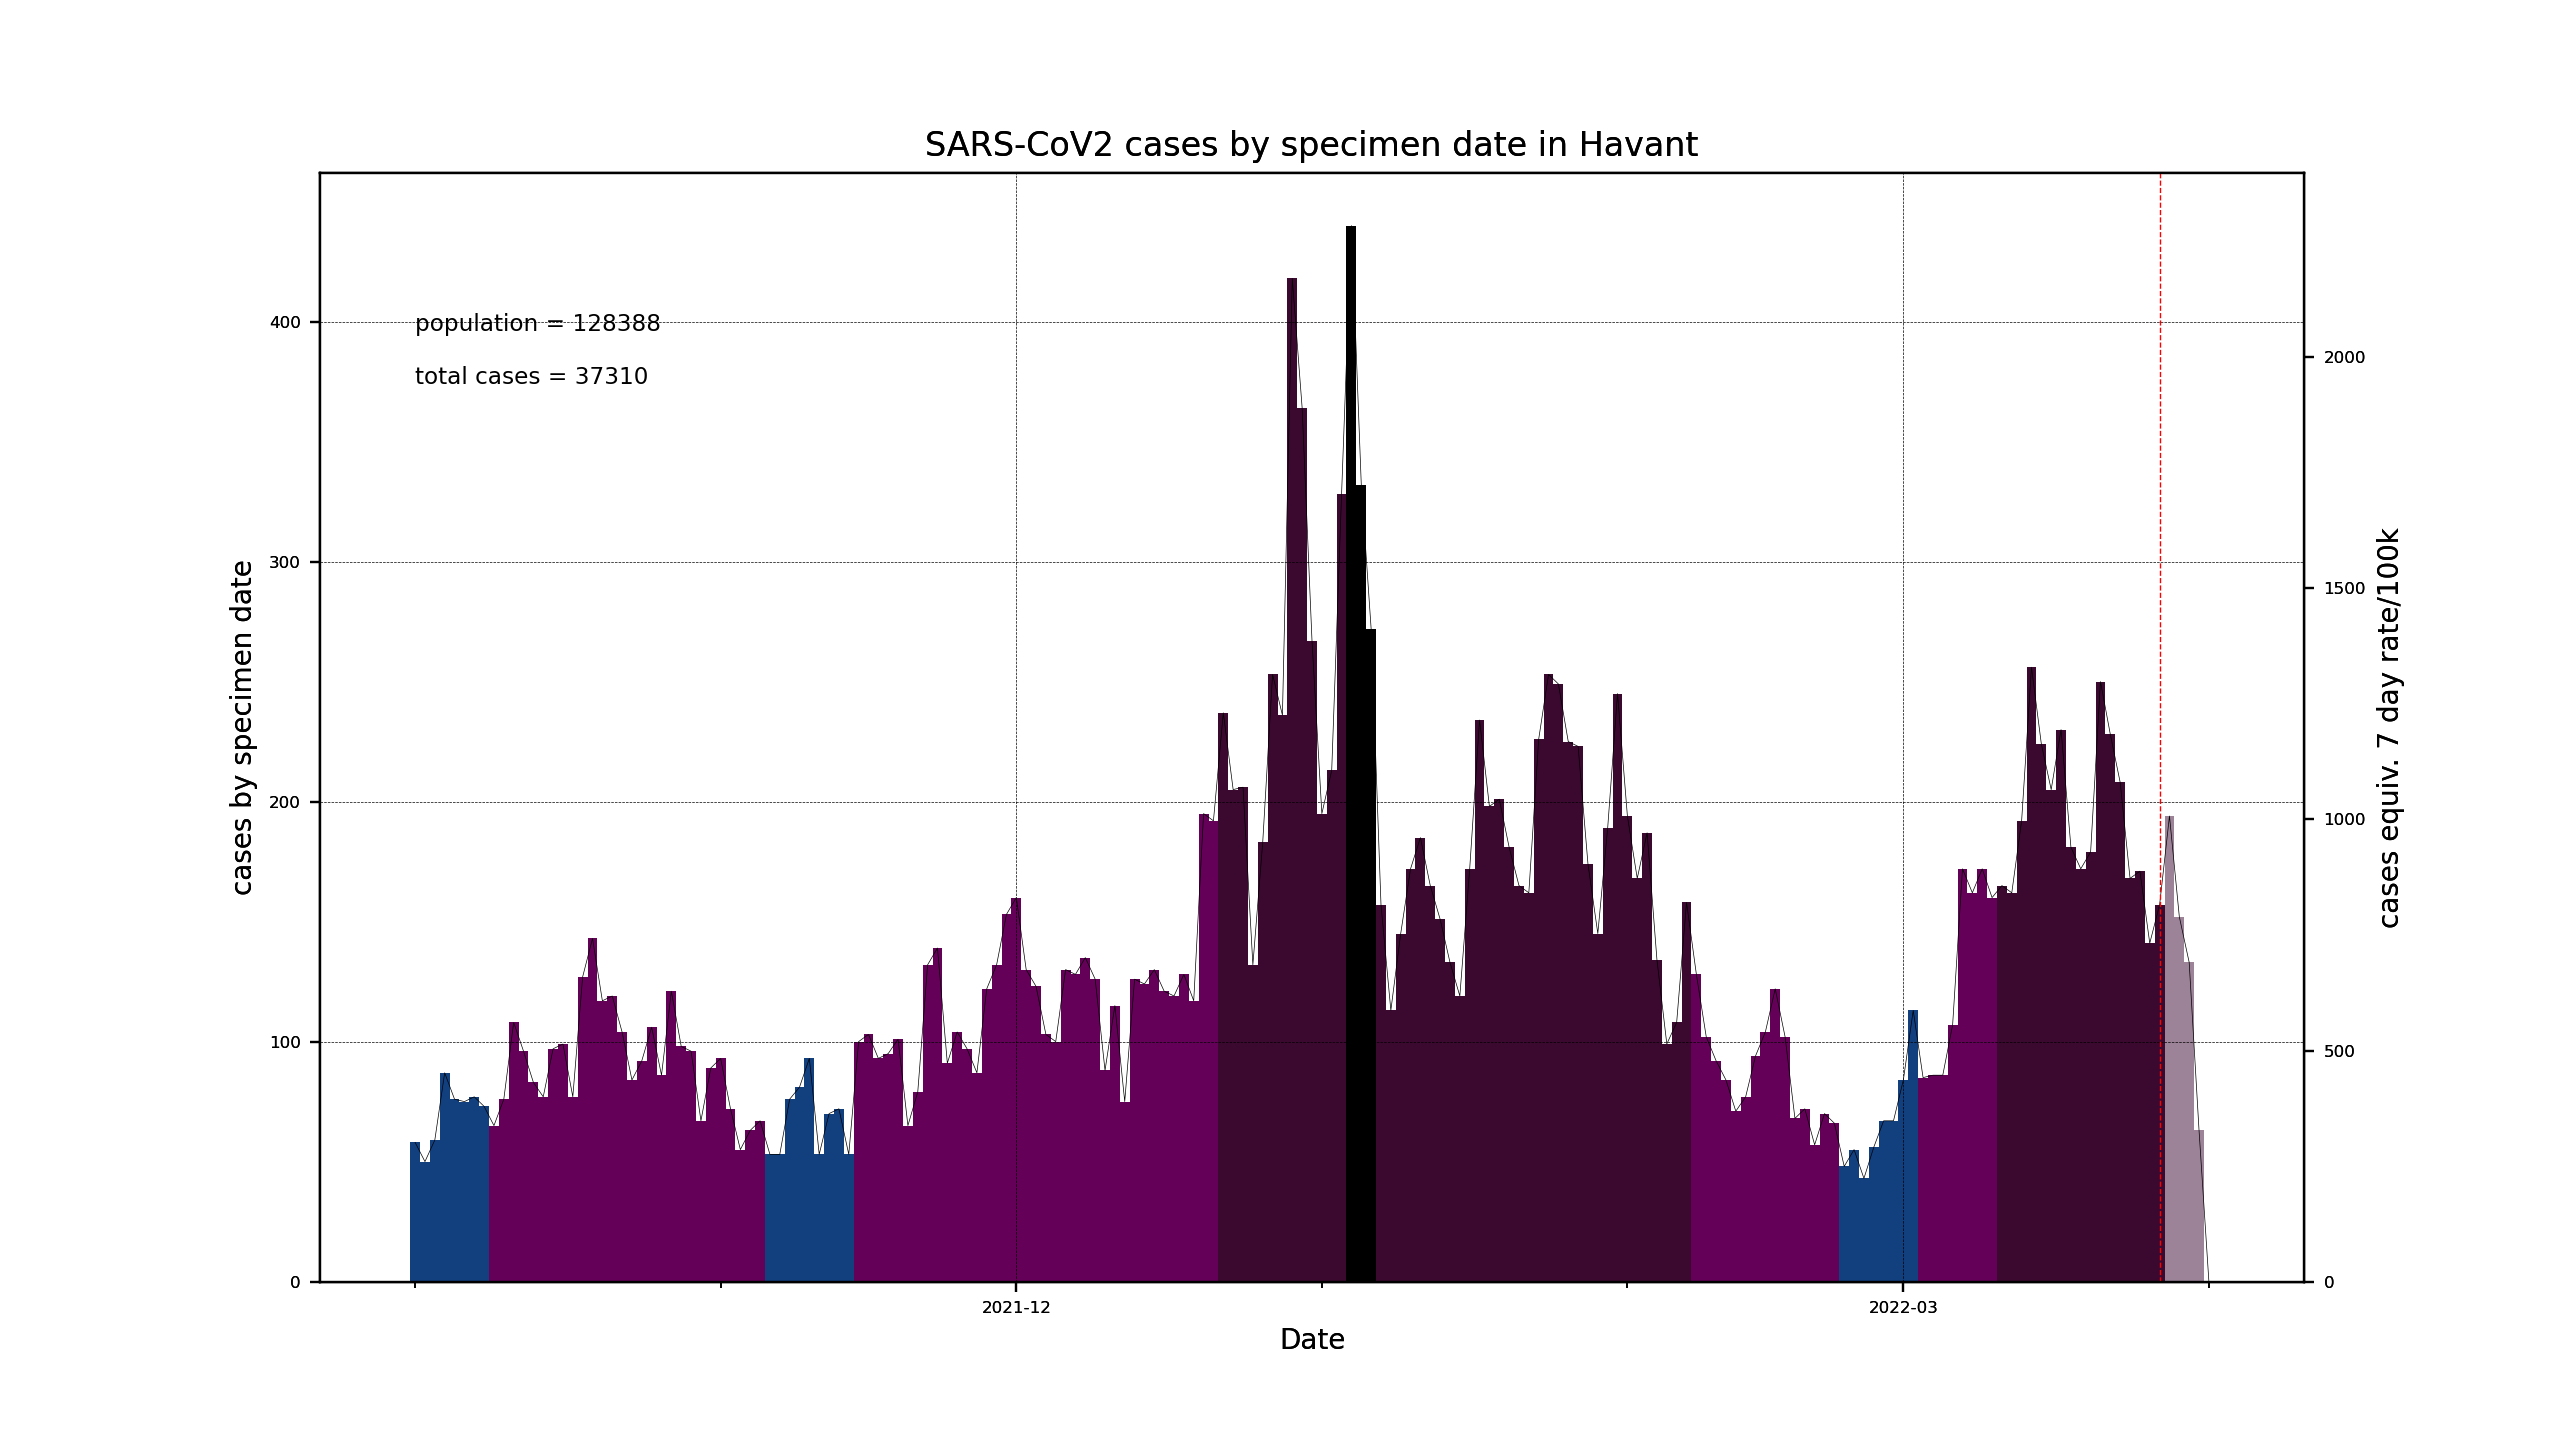 SARS-CoV2 cases by specimen date in Havant
population = 128388
total cases = 37310
cases by specimen date
400
300
200
100
0
cases equiv. 7 day rate/100k
2000
1500
1000
500
0
2021-12
2022-03
Date